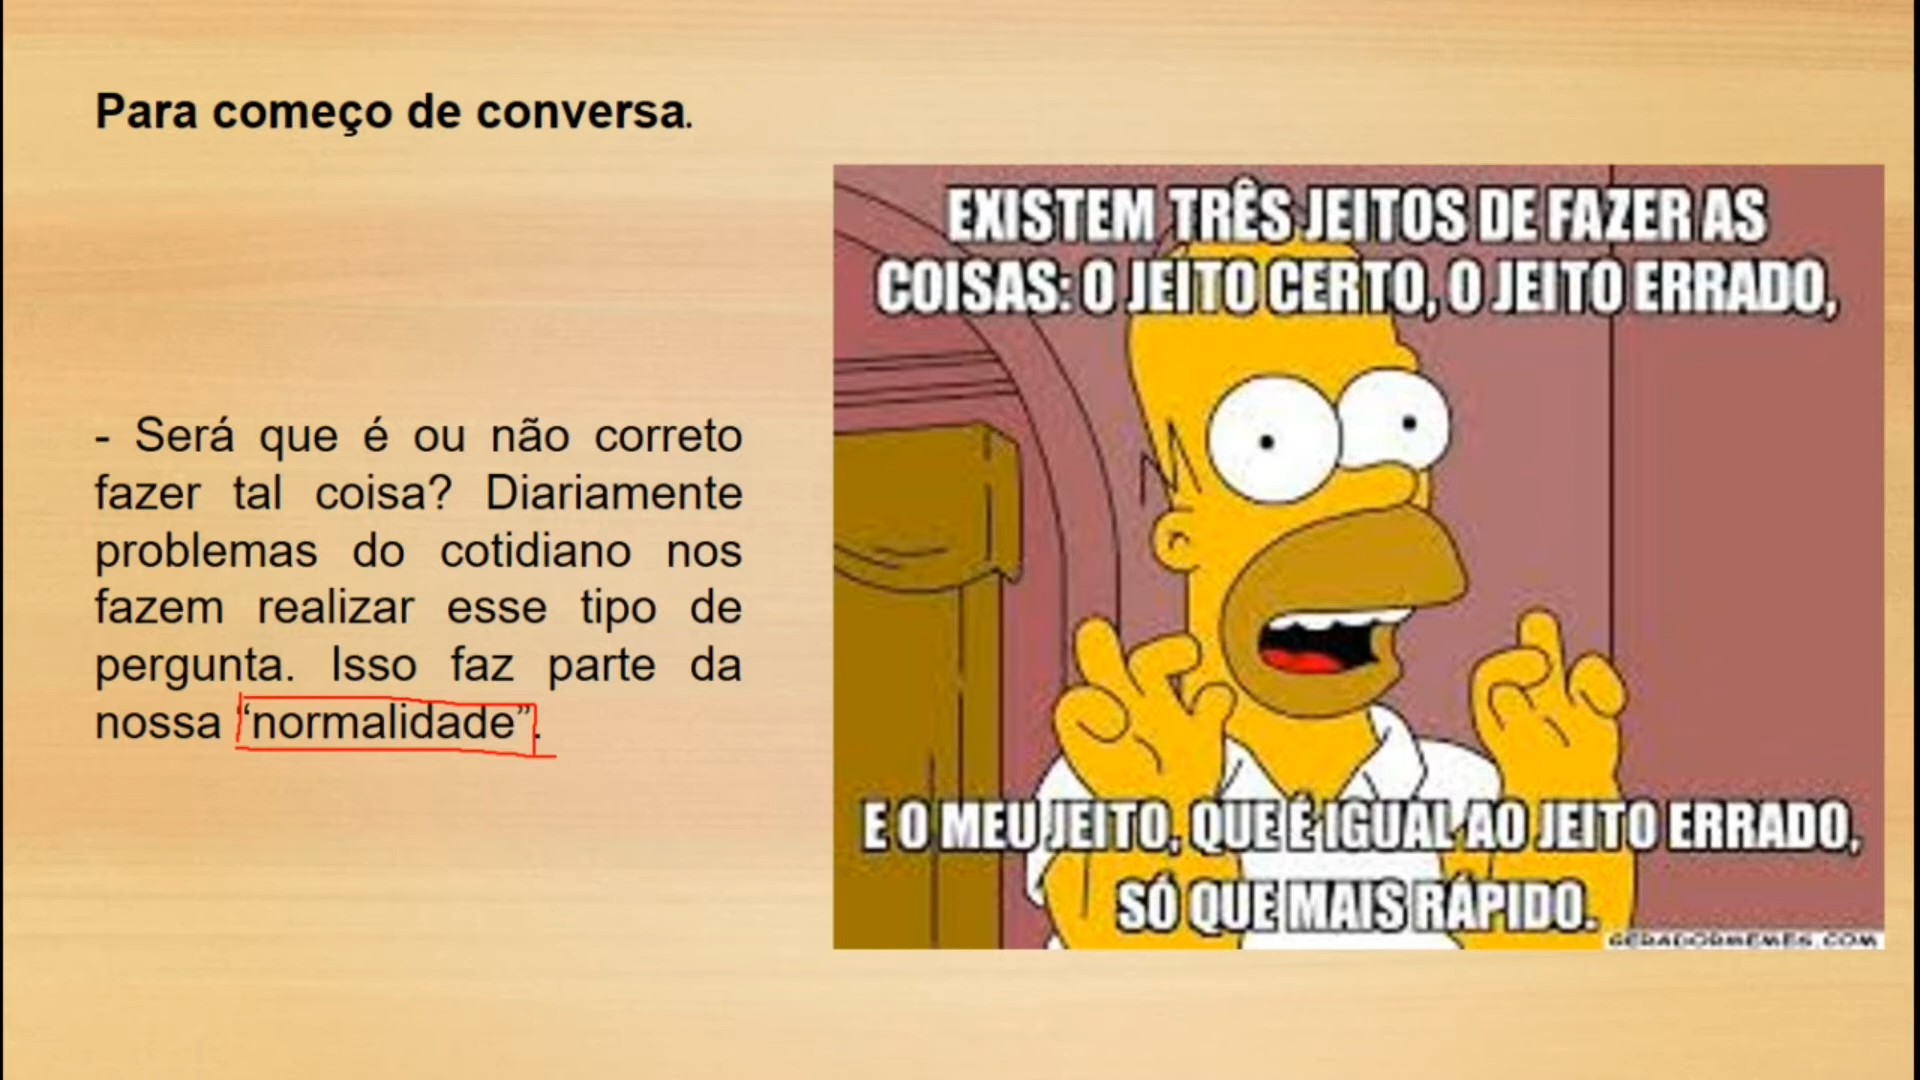 Para começo de conversa.
- Será que é ou não correto
fazer tal coisa? Diariamente
problemas do cotidiano nos
fazem realizar esse tipo de
pergunta. Isso faz parte da
nossa “normalidade”.
EXISTEM TRÊS JEITOS DE FAZER AS
COISAS: O JEITO CERTO, O JEITO ERRADO,
E O MEU JEITO, QUE É IGUAL AO JEITO ERRADO,
SÓ QUE MAIS RÁPIDO.
GERADORMEMES.COM